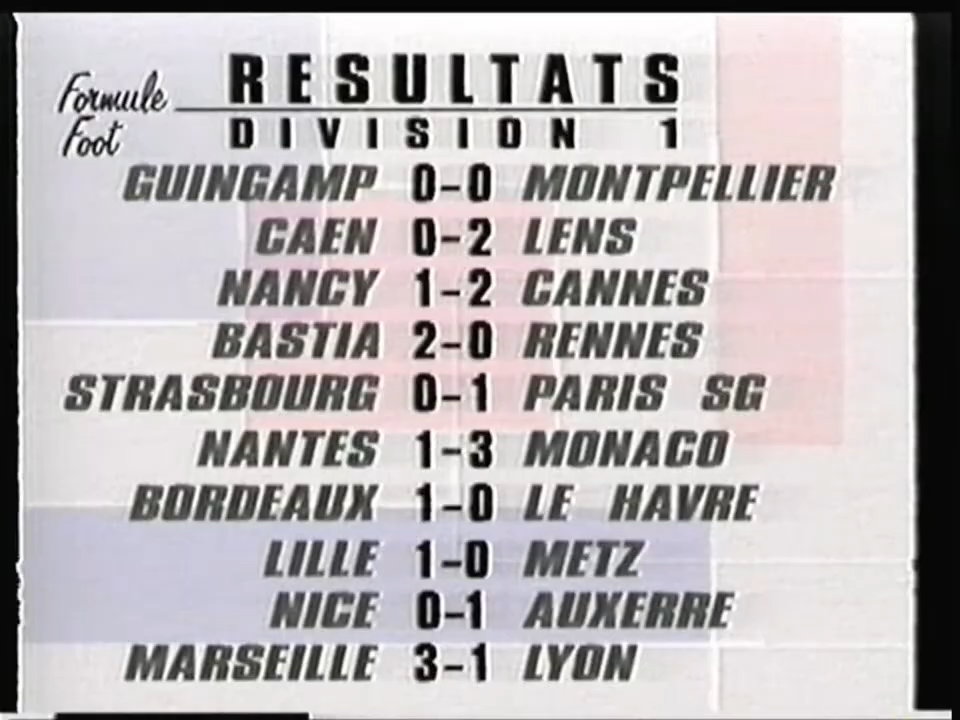 Formule Foot
RESULTATS
DIVISION 1
GUINGAMP 0-0 MONTPELLIER
CAEN 0-2 LENS
NANCY 1-2 CANNES
BASTIA 2-0 RENNES
STRASBOURG 0-1 PARIS SG
NANTES 1-3 MONACO
BORDEAUX 1-0 LE HAVRE
LILLE 1-0 METZ
NICE 0-1 AUXERRE
MARSEILLE 3-1 LYON